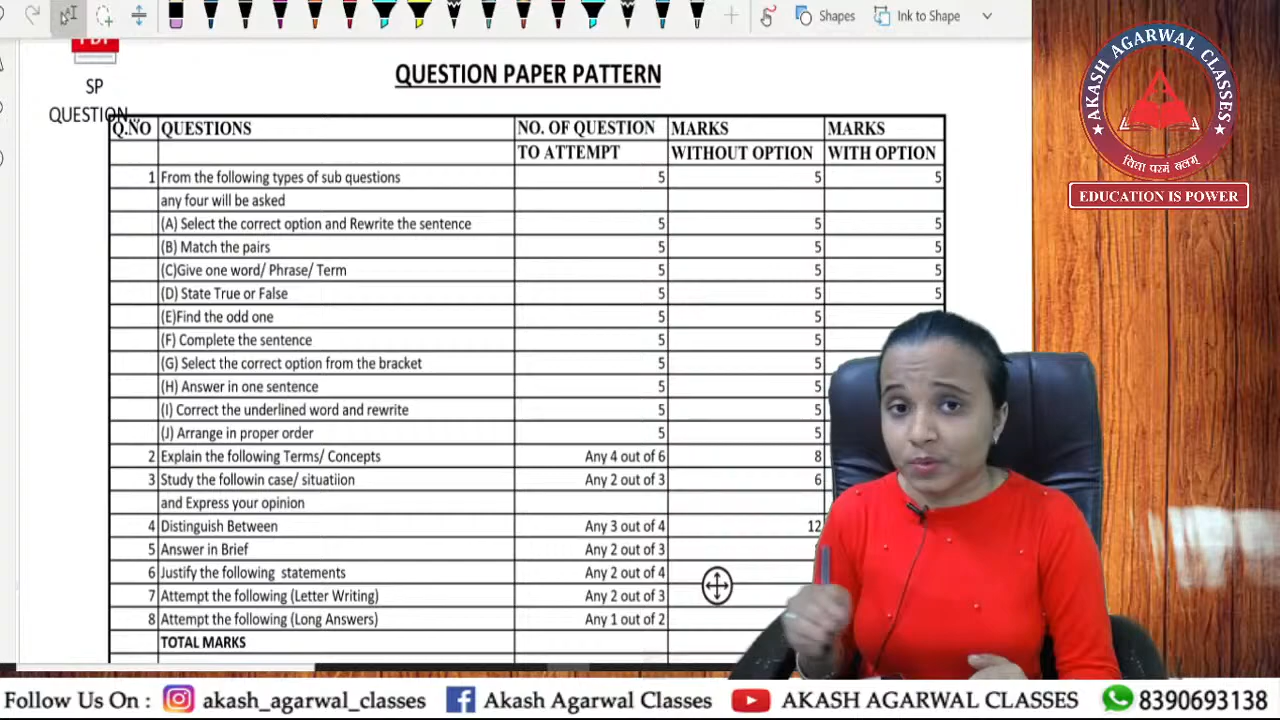 Shapes
Ink to Shape
PDF
SP
QUESTION...
QUESTION PAPER PATTERN
Q.NO QUESTIONS NO. OF QUESTION MARKS MARKS
TO ATTEMPT WITHOUT OPTION WITH OPTION
1 From the following types of sub questions 5 5 5
any four will be asked
(A) Select the correct option and Rewrite the sentence 5 5 5
(B) Match the pairs 5 5 5
(C)Give one word/ Phrase/ Term 5 5 5
(D) State True or False 5 5 5
(E)Find the odd one 5 5
(F) Complete the sentence 5 5
(G) Select the correct option from the bracket 5 5
(H) Answer in one sentence 5 5
(I) Correct the underlined word and rewrite 5 5
(J) Arrange in proper order 5 5
2 Explain the following Terms/ Concepts Any 4 out of 6 8
3 Study the followin case/ situatiion Any 2 out of 3 6
and Express your opinion
4 Distinguish Between Any 3 out of 4 12
5 Answer in Brief Any 2 out of 3
6 Justify the following statements Any 2 out of 4
7 Attempt the following (Letter Writing) Any 2 out of 3
8 Attempt the following (Long Answers) Any 1 out of 2
TOTAL MARKS
AKASH AGARWAL CLASSES
विद्या परमं बलम्
EDUCATION IS POWER
Follow Us On : akash_agarwal_classes Akash Agarwal Classes AKASH AGARWAL CLASSES 8390693138